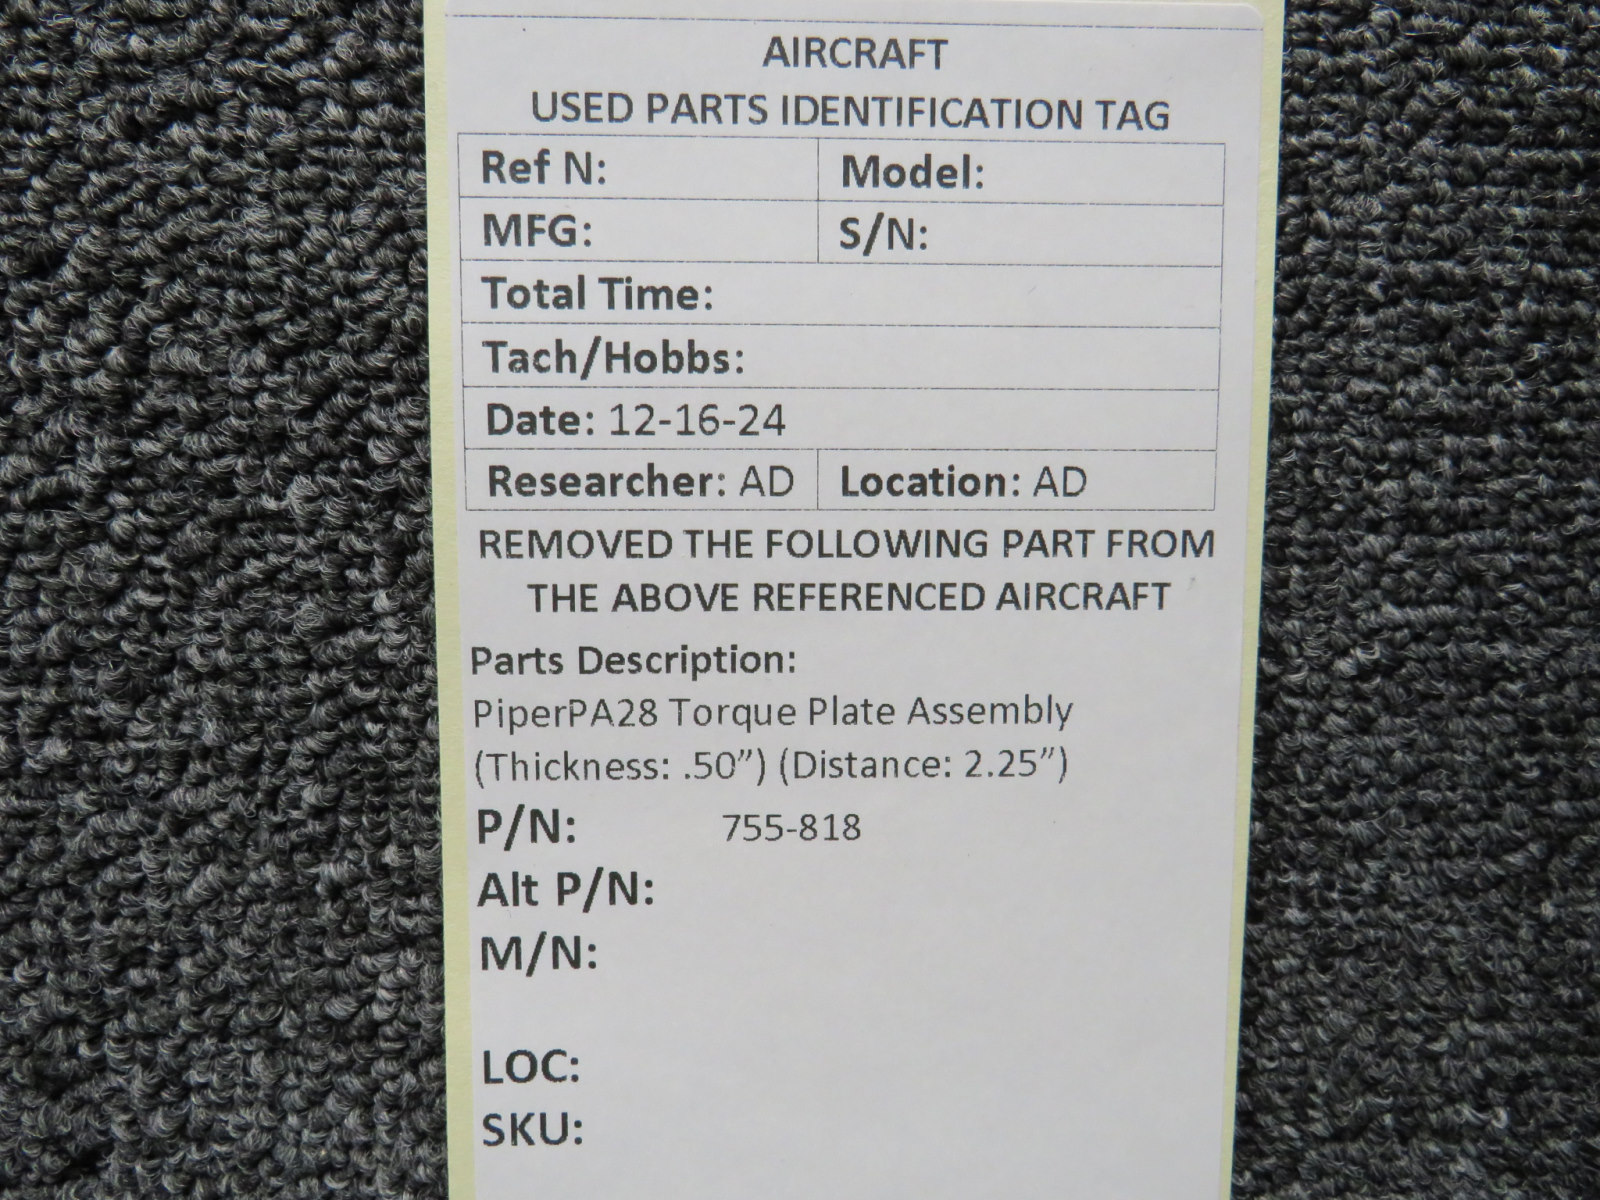 AIRCRAFT
USED PARTS IDENTIFICATION TAG
Ref N: Model:
MFG: S/N:
Total Time:
Tach/Hobbs:
Date: 12-16-24
Researcher: AD Location: AD
REMOVED THE FOLLOWING PART FROM
THE ABOVE REFERENCED AIRCRAFT
Parts Description:
PiperPA28 Torque Plate Assembly
(Thickness: .50”) (Distance: 2.25”)
P/N: 755-818
Alt P/N:
M/N:
LOC:
SKU: